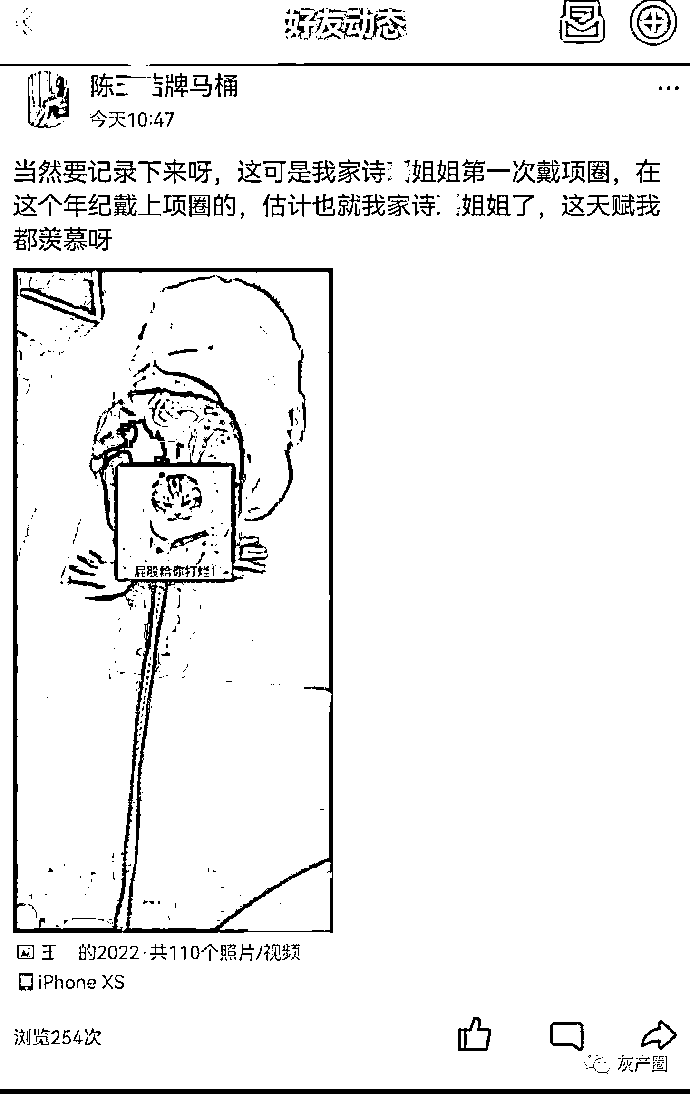 好友动态
陈王吉牌马桶
今天10:47
当然要记录下来呀，这可是我家诗 姐姐第一次戴项圈，在
这个年纪戴上项圈的，估计也就我家诗 姐姐了，这天赋我
都羡慕呀
屁股给你打烂！
王 的2022·共110个照片/视频
iPhone XS
浏览254次
灰产圈